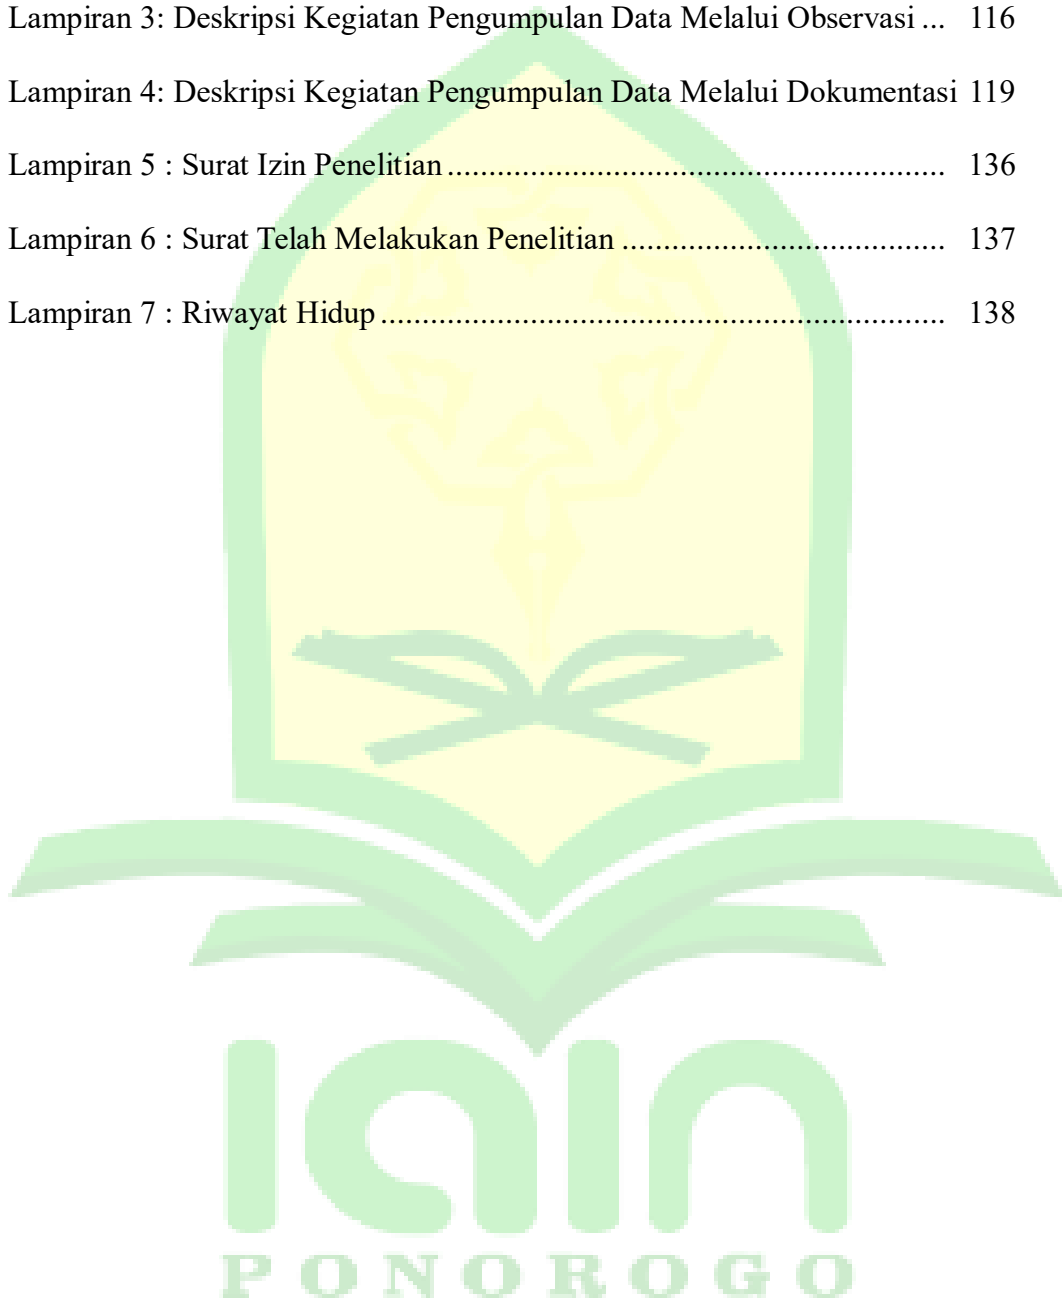 Lampiran 3: Deskripsi Kegiatan Pengumpulan Data Melalui Observasi ... 116
Lampiran 4: Deskripsi Kegiatan Pengumpulan Data Melalui Dokumentasi 119
Lampiran 5 : Surat Izin Penelitian ............................................................ 136
Lampiran 6 : Surat Telah Melakukan Penelitian ....................................... 137
Lampiran 7 : Riwayat Hidup .................................................................... 138
iain
PONOROGO